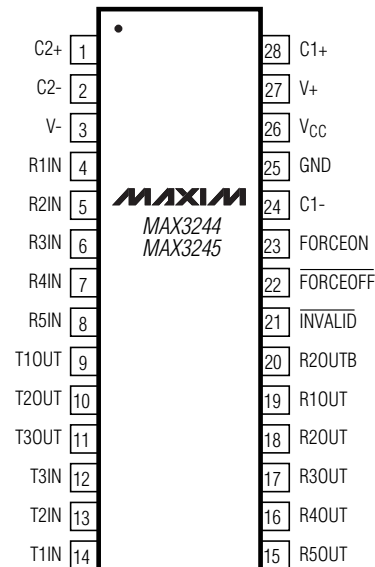 C2+ 1 28 C1+
C2- 2 27 V+
V- 3 26 VCC
R1IN 4 25 GND
R2IN 5 MAXIM 24 C1-
R3IN 6 MAX3244 23 FORCEON
R4IN 7 MAX3245 22 FORCEOFF
R5IN 8 21 INVALID
T1OUT 9 20 R2OUTB
T2OUT 10 19 R1OUT
T3OUT 11 18 R2OUT
T3IN 12 17 R3OUT
T2IN 13 16 R4OUT
T1IN 14 15 R5OUT